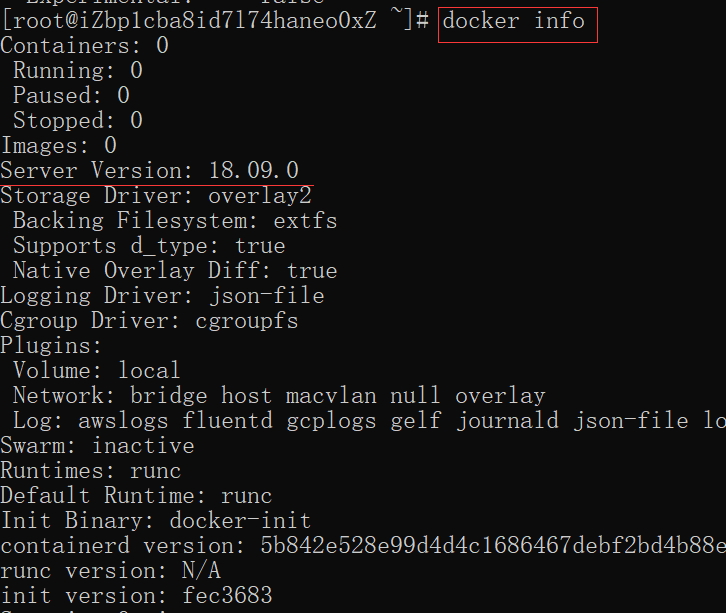 Experimental: false
[root@iZbp1cba8id7l74haneo0xZ ~]# docker info
Containers: 0
Running: 0
Paused: 0
Stopped: 0
Images: 0
Server Version: 18.09.0
Storage Driver: overlay2
Backing Filesystem: extfs
Supports d_type: true
Native Overlay Diff: true
Logging Driver: json-file
Cgroup Driver: cgroupfs
Plugins:
Volume: local
Network: bridge host macvlan null overlay
Log: awslogs fluentd gcplogs gelf journald json-file lo
Swarm: inactive
Runtimes: runc
Default Runtime: runc
Init Binary: docker-init
containerd version: 5b842e528e99d4d4c1686467debf2bd4b88e
runc version: N/A
init version: fec3683